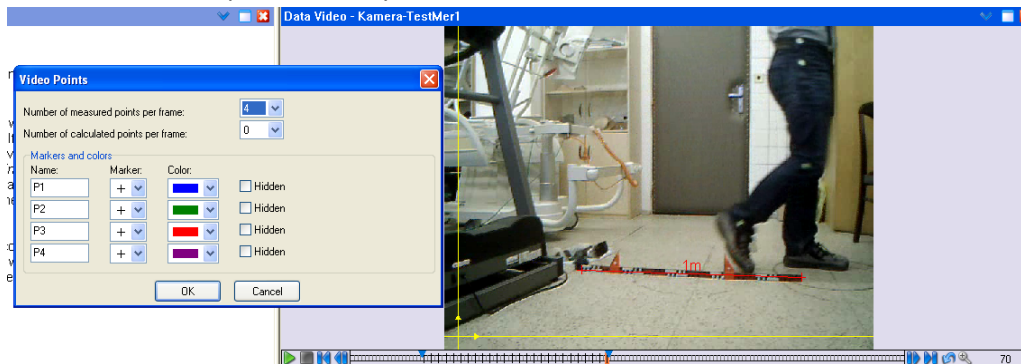 Data Video - Kamera-TestMer1
Video Points
Number of measured points per frame:
4
Number of calculated points per frame:
0
Markers and colors
Name:
Marker:
Color:
P1
Hidden
P2
Hidden
P3
Hidden
P4
Hidden
OK
Cancel
1m
70